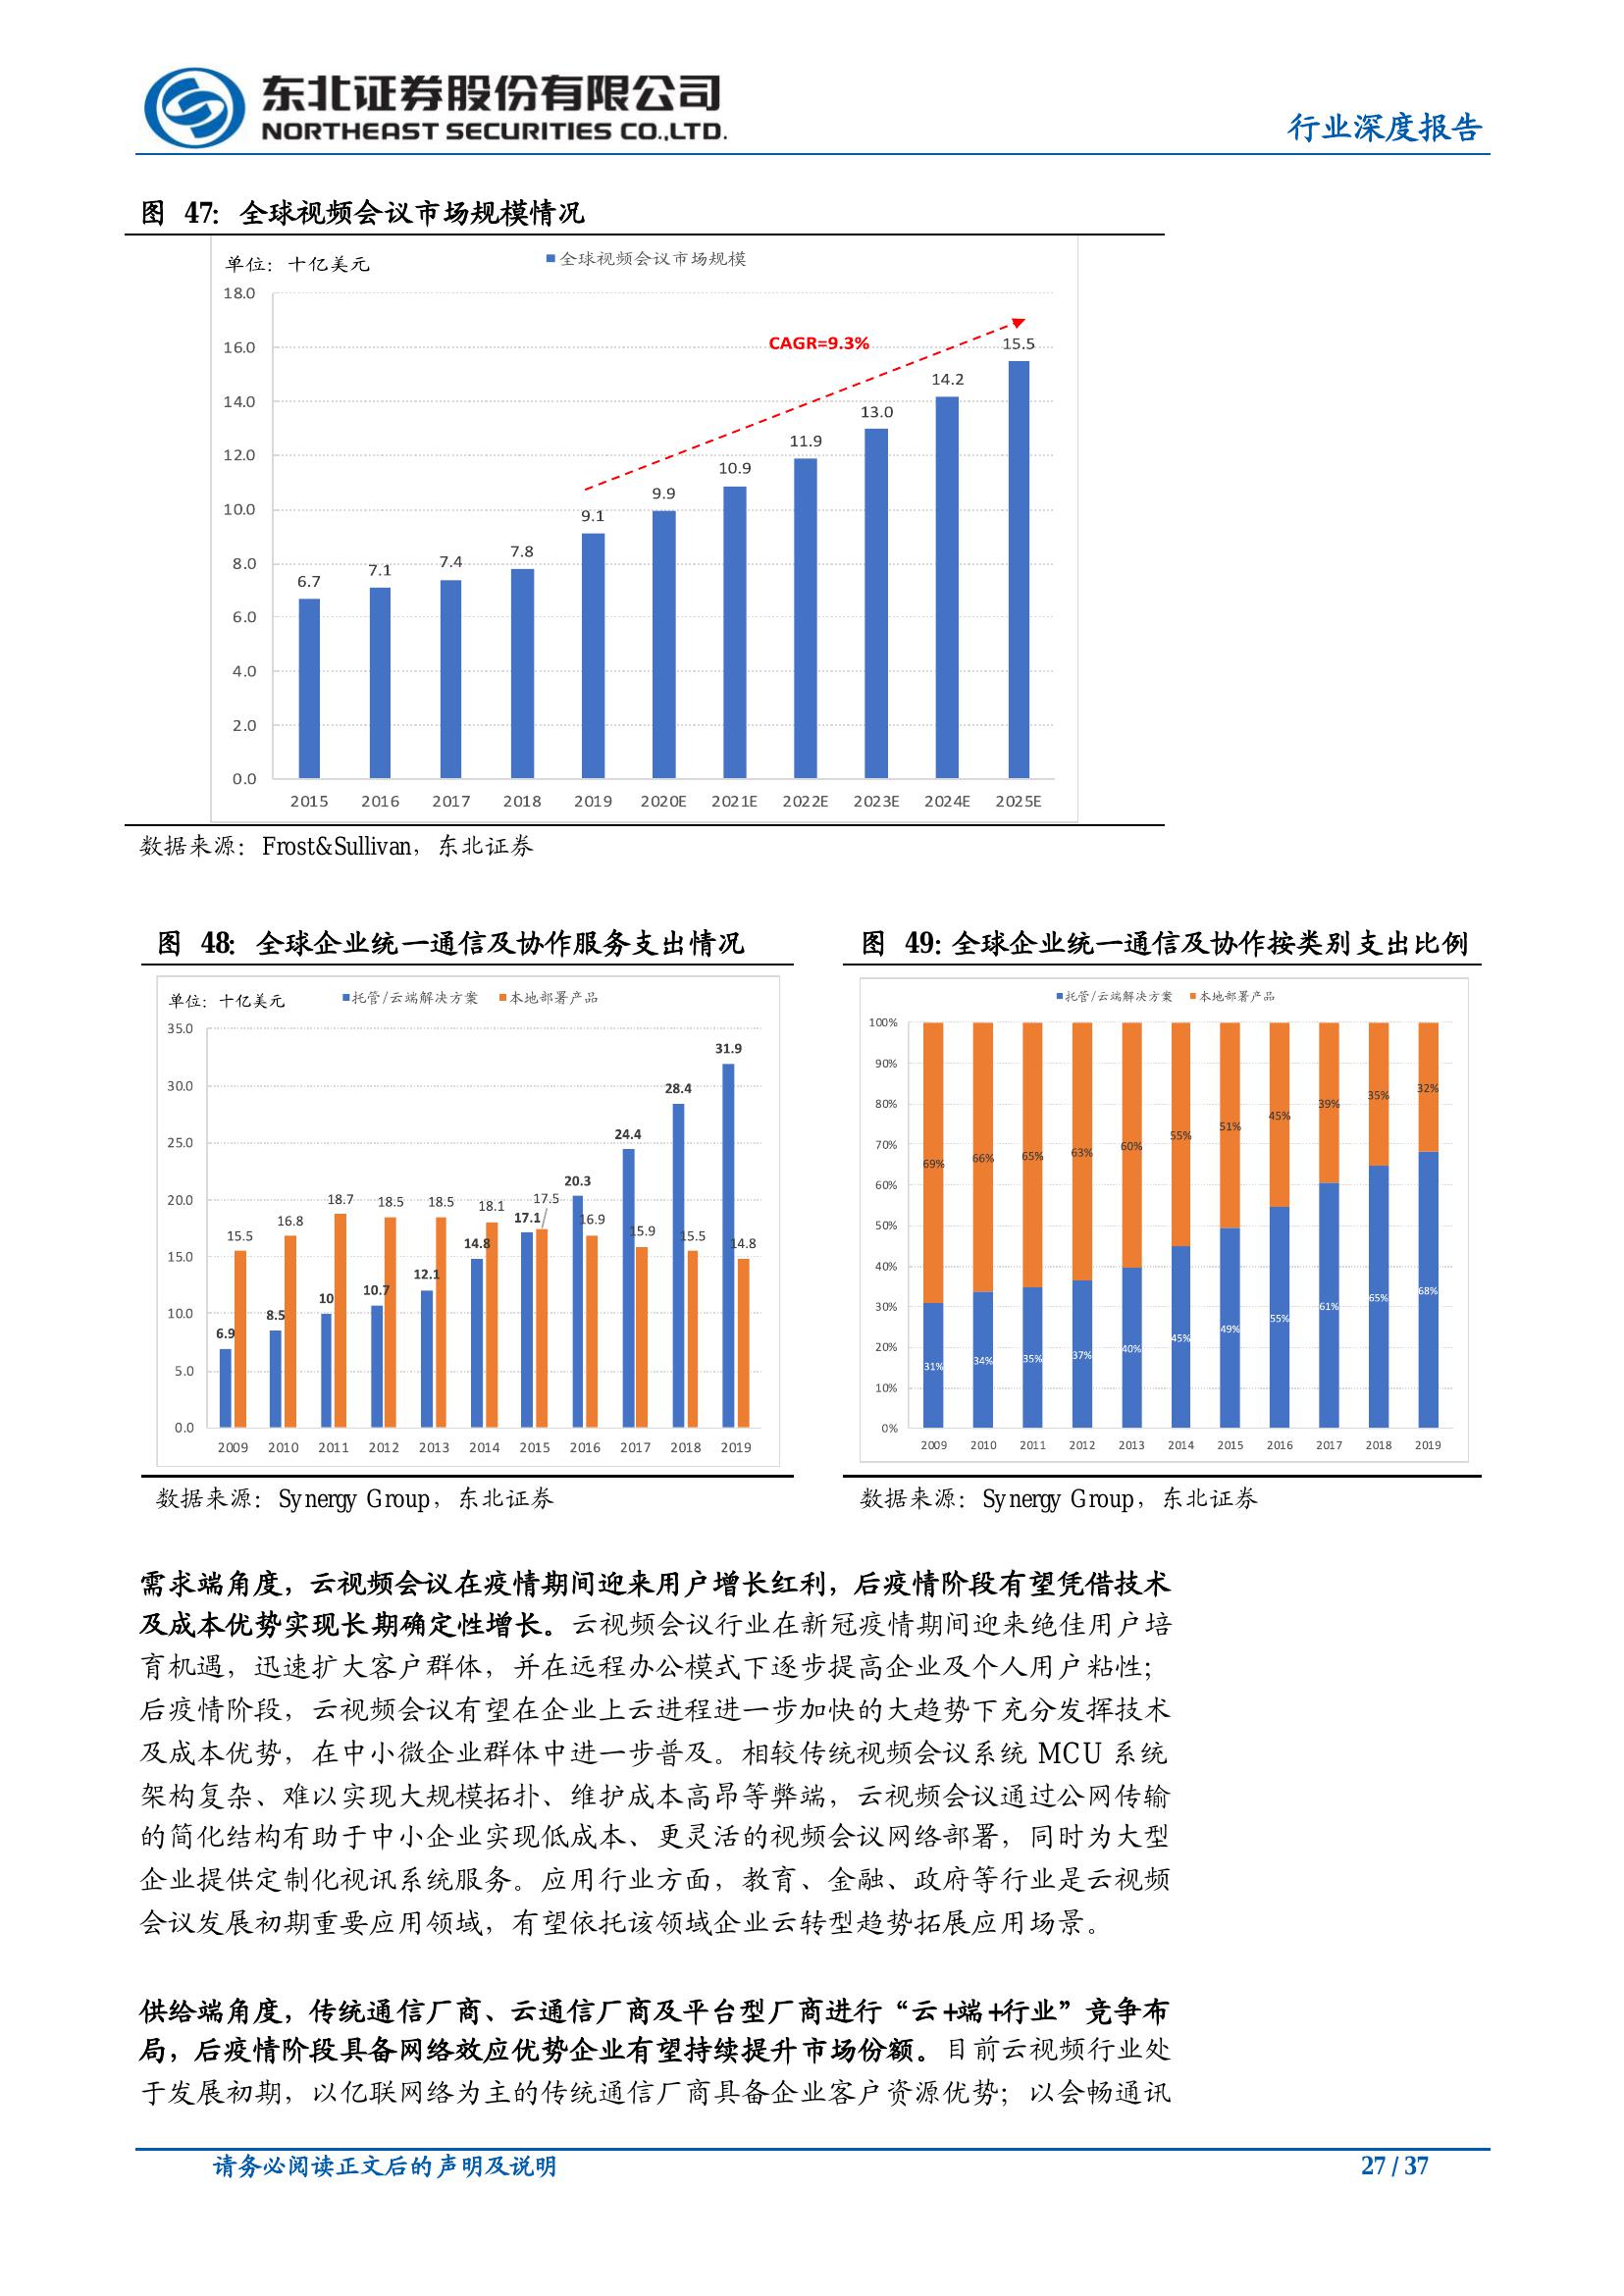 东北证券股份有限公司
NORTHEAST SECURITIES CO.,LTD.
行业深度报告
图 47：全球视频会议市场规模情况
单位：十亿美元
全球视频会议市场规模
18.0
16.0
14.0
12.0
10.0
8.0
6.0
4.0
2.0
0.0
CAGR=9.3%
6.7 7.1 7.4 7.8 9.1 9.9 10.9 11.9 13.0 14.2 15.5
2015 2016 2017 2018 2019 2020E 2021E 2022E 2023E 2024E 2025E
数据来源：Frost&Sullivan，东北证券
图 48：全球企业统一通信及协作服务支出情况
单位：十亿美元
托管/云端解决方案 本地部署产品
35.0
30.0
25.0
20.0
15.0
10.0
5.0
0.0
6.9 8.5 10 10.7 12.1 14.8 17.1 20.3 24.4 28.4 31.9
15.5 16.8 18.7 18.5 18.5 18.1 17.5 16.9 15.9 15.5 14.8
2009 2010 2011 2012 2013 2014 2015 2016 2017 2018 2019
数据来源：Synergy Group，东北证券
图 49：全球企业统一通信及协作按类别支出比例
托管/云端解决方案 本地部署产品
100%
90%
80%
70%
60%
50%
40%
30%
20%
10%
0%
69% 66% 65% 63% 60% 55% 51% 45% 39% 35% 32%
31% 34% 35% 37% 40% 45% 49% 55% 61% 65% 68%
2009 2010 2011 2012 2013 2014 2015 2016 2017 2018 2019
数据来源：Synergy Group，东北证券
需求端角度，云视频会议在疫情期间迎来用户增长红利，后疫情阶段有望凭借技术
及成本优势实现长期确定性增长。云视频会议行业在新冠疫情期间迎来绝佳用户培
育机遇，迅速扩大客户群体，并在远程办公模式下逐步提高企业及个人用户粘性；
后疫情阶段，云视频会议有望在企业上云进程进一步加快的大趋势下充分发挥技术
及成本优势，在中小微企业群体中进一步普及。相较传统视频会议系统 MCU 系统
架构复杂、难以实现大规模拓扑、维护成本高昂等弊端，云视频会议通过公网传输
的简化结构有助于中小企业实现低成本、更灵活的视频会议网络部署，同时为大型
企业提供定制化视讯系统服务。应用行业方面，教育、金融、政府等行业是云视频
会议发展初期重要应用领域，有望依托该领域企业云转型趋势拓展应用场景。
供给端角度，传统通信厂商、云通信厂商及平台型厂商进行“云+端+行业”竞争布
局，后疫情阶段具备网络效应优势企业有望持续提升市场份额。目前云视频行业处
于发展初期，以亿联网络为主的传统通信厂商具备企业客户资源优势；以会畅通讯
请务必阅读正文后的声明及说明
27 / 37